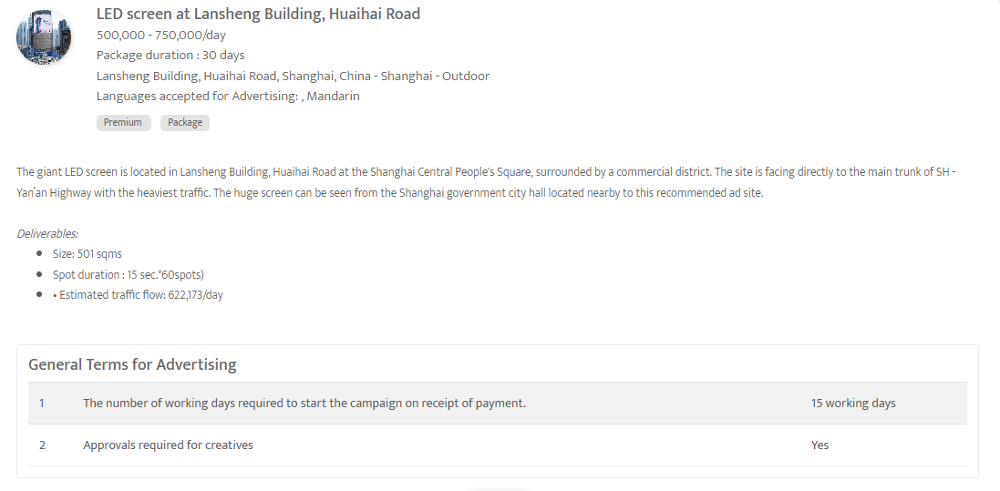 LED screen at Lansheng Building, Huaihai Road
500,000 - 750,000/day
Package duration : 30 days
Lansheng Building, Huaihai Road, Shanghai, China - Shanghai - Outdoor
Languages accepted for Advertising: , Mandarin
Premium Package
The giant LED screen is located in Lansheng Building, Huaihai Road at the Shanghai Central People's Square, surrounded by a commercial district. The site is facing directly to the main trunk of SH -
Yan'an Highway with the heaviest traffic. The huge screen can be seen from the Shanghai government city hall located nearby to this recommended ad site.
Deliverables:
• Size: 501 sqms
• Spot duration : 15 sec.*60spots)
• • Estimated traffic flow: 622,173/day
General Terms for Advertising
1 The number of working days required to start the campaign on receipt of payment. 15 working days
2 Approvals required for creatives Yes